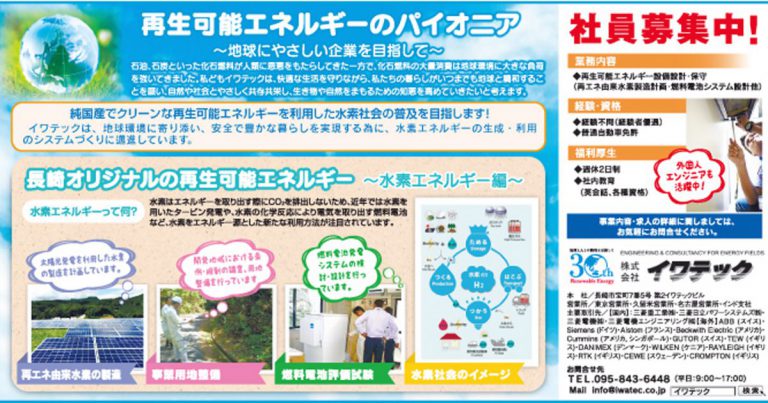 再生可能エネルギーのパイオニア
～地球にやさしい企業を目指して～
石油、石炭といった化石燃料が人類に恩恵をもたらしてきた一方で、化石燃料の大量消費は地球環境に大きな負荷
を強いてきました。私どもイワテックは、快適な生活を守りながら、私たちの暮らしがいつまでも地球と調和すること
を願い、自然や社会とやさしく共存共栄し、生き物や自然をまもるための知恵を高めていきたいと考えます。
純国産でクリーンな再生可能エネルギーを利用した水素社会の普及を目指します!
イワテックは、地球環境に寄り添い、安全で豊かな暮らしを実現する為に、水素エネルギーの生成・利用
のシステムづくりに邁進しています。
長崎オリジナルの再生可能エネルギー ～水素エネルギー編～
水素エネルギーって何?
水素はエネルギーを取り出す際にCO₂を排出しないため、近年では水素を
用いたタービン発電や、水素の化学反応により電気を取り出す燃料電池
など、水素をエネルギー源とした新たな利用方法が注目されています。
太陽光発電を利用した水素
の製造を計画しています。
開発地域における条
例・規制の調査、用地
整備を行っています
燃料電池発電
システムの検
討・設計を行っ
ています。
ためる
つくる
Production
水素
H₂
はこぶ
つかう
再エネ由来水素の製造
事業用地整備
燃料電池評価試験
水素社会のイメージ
社員募集中!
業務内容
◆再生可能エネルギー設備設計・保守
(再エネ由来水素製造計画・燃料電池システム設計他)
経験・資格
◆経験不問(経験者優遇)
◆普通自動車免許
福利厚生
◆週休2日制
◆社内教育
(英会話、各種資格)
外国人
エンジニアも
活躍中!
事業内容・求人の詳細に関しましては、
お気軽にお問合せください。
30th
Renewable Energy
ENGINEERING & CONSULTANCY FOR ENERGY FIELDS
株式会社 イワテック
本 社／長崎市宝町7番5号 第2イワテックビル
営業所／東京営業所・久留米営業所・名古屋営業所・インド支社
主要取引先／【国内】三菱重工業㈱・三菱日立パワーシステムズ㈱・
三菱電機㈱・三菱電機エンジニアリング㈱【海外】ABB (スイス)・
Siemens (ドイツ)・Alstom (フランス)・Beckwith Electric (アメリカ)・
Cummins (アメリカ, シンガポール)・GUTOR (スイス)・TEW (イギリ
ス)・DANMEX (デンマーク)・WILKEN (ケニア)・RAYLEIGH (イギリ
ス)・RTK (イギリス)・CEWE (スウェーデン)・CROMPTON (イギリス)
お問合せ先
TEL.095-843-6448 (平日:9:00～17:00)
Mail info@iwatec.co.jp イワテック 検索